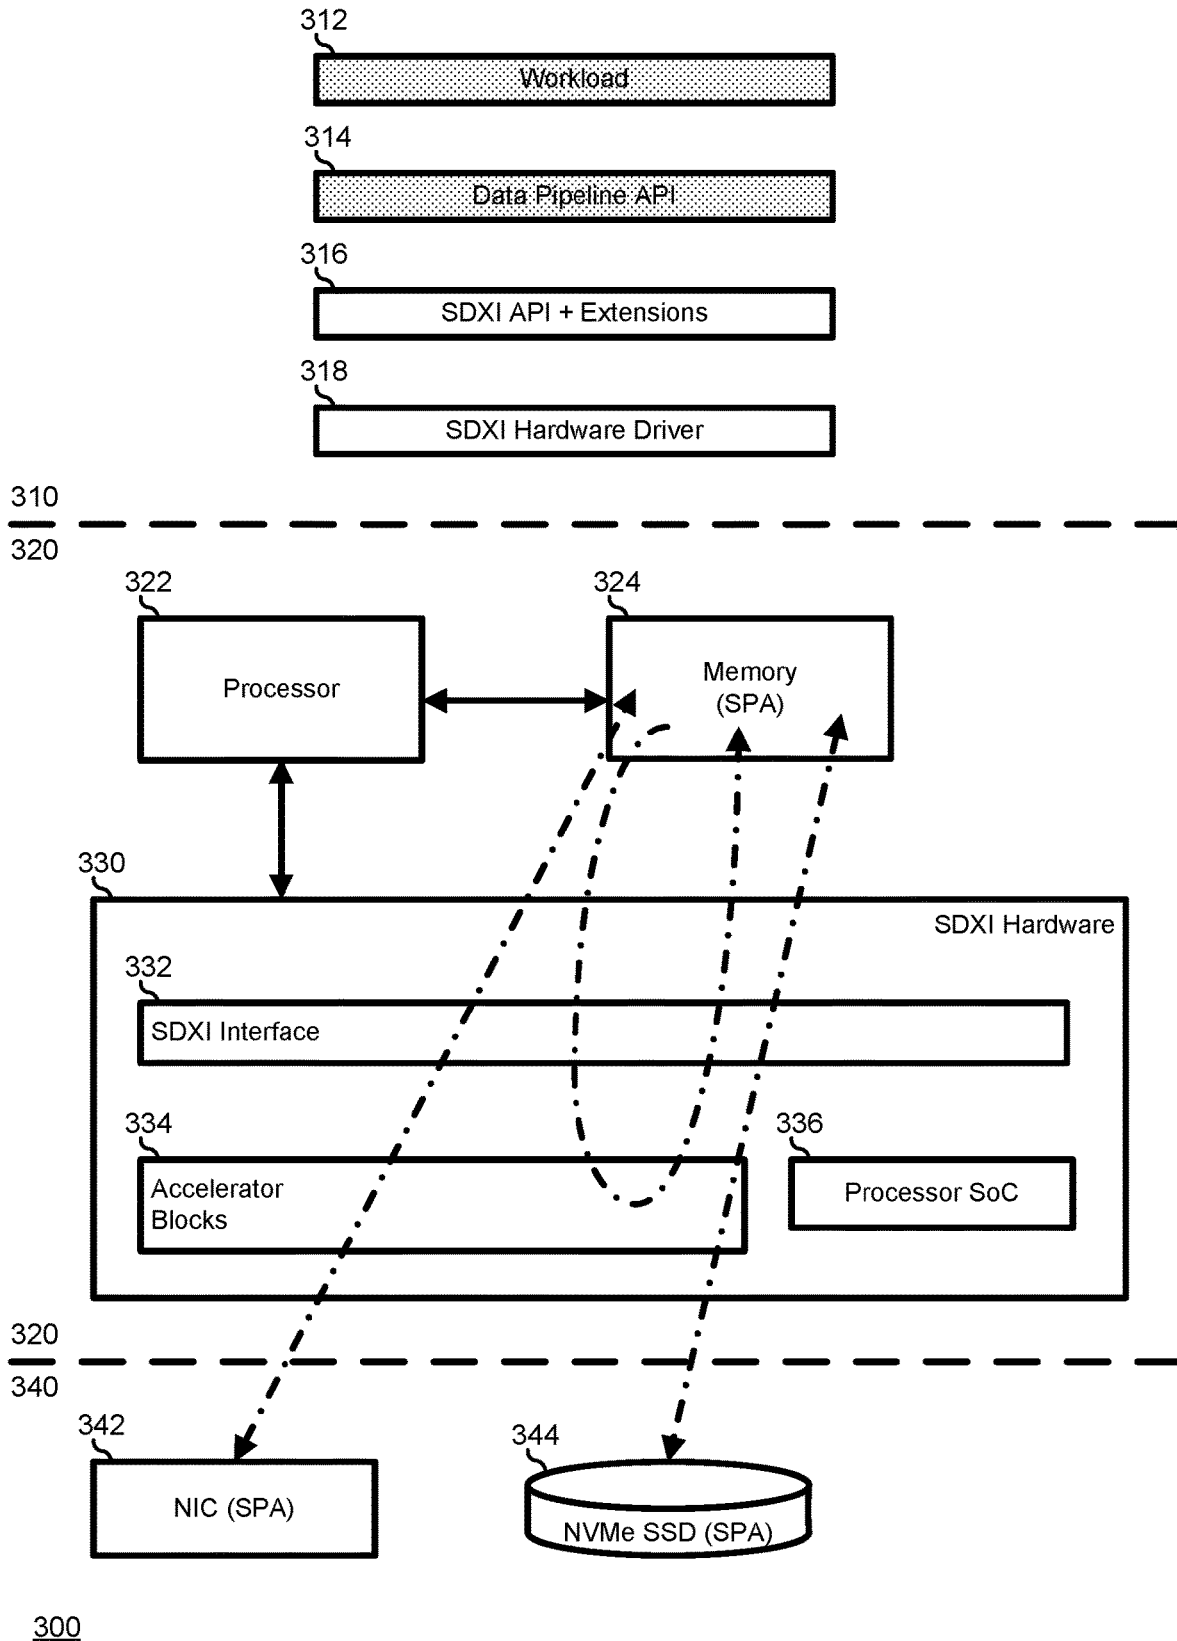 312
Workload
314
Data Pipeline API
316
SDXI API + Extensions
318
SDXI Hardware Driver
310
320
322
324
Processor
Memory
(SPA)
330
SDXI Hardware
332
SDXI Interface
334
336
Accelerator
Blocks
Processor SoC
320
340
342
344
NIC (SPA)
NVMe SSD (SPA)
300